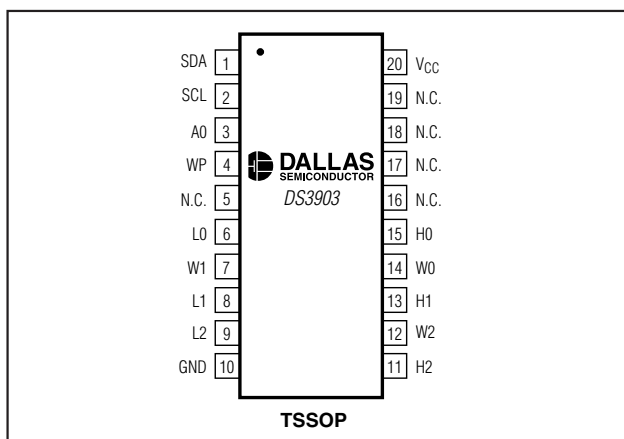 SDA 1 20 VCC
SCL 2 19 N.C.
A0 3 18 N.C.
WP 4 DALLAS 17 N.C.
SEMICONDUCTOR
N.C. 5 DS3903 16 N.C.
L0 6 15 H0
W1 7 14 W0
L1 8 13 H1
L2 9 12 W2
GND 10 11 H2
TSSOP